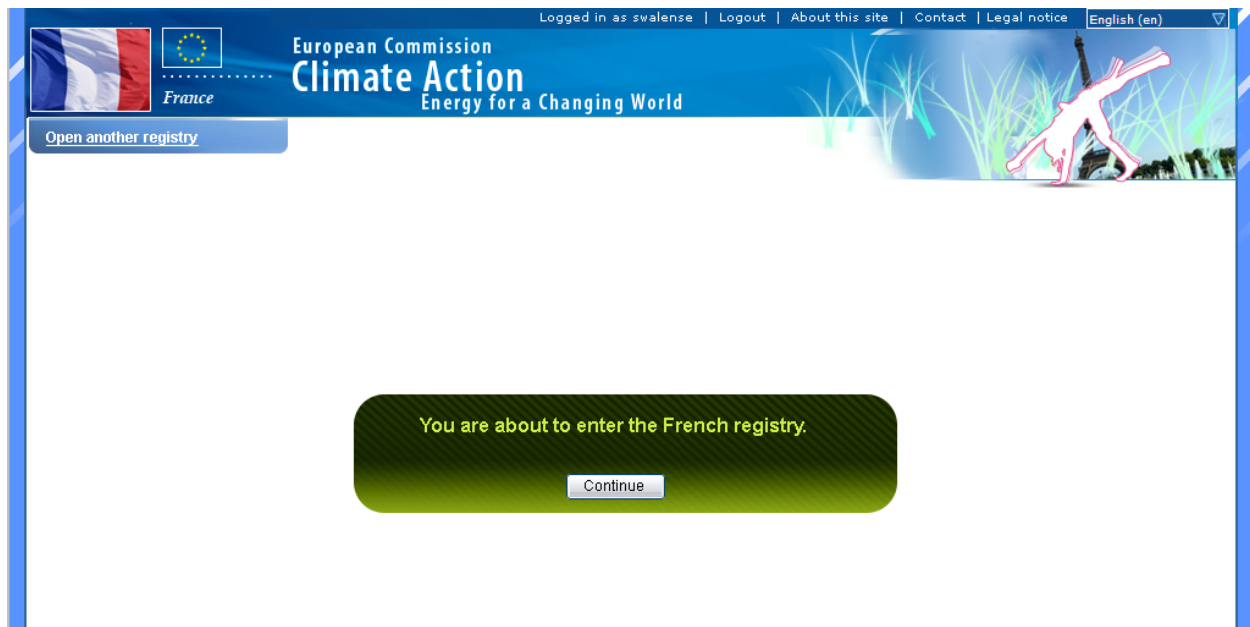 Logged in as swalense | Logout | About this site | Contact | Legal notice English (en)
European Commission
Climate Action
Energy for a Changing World
France
Open another registry
You are about to enter the French registry.
Continue